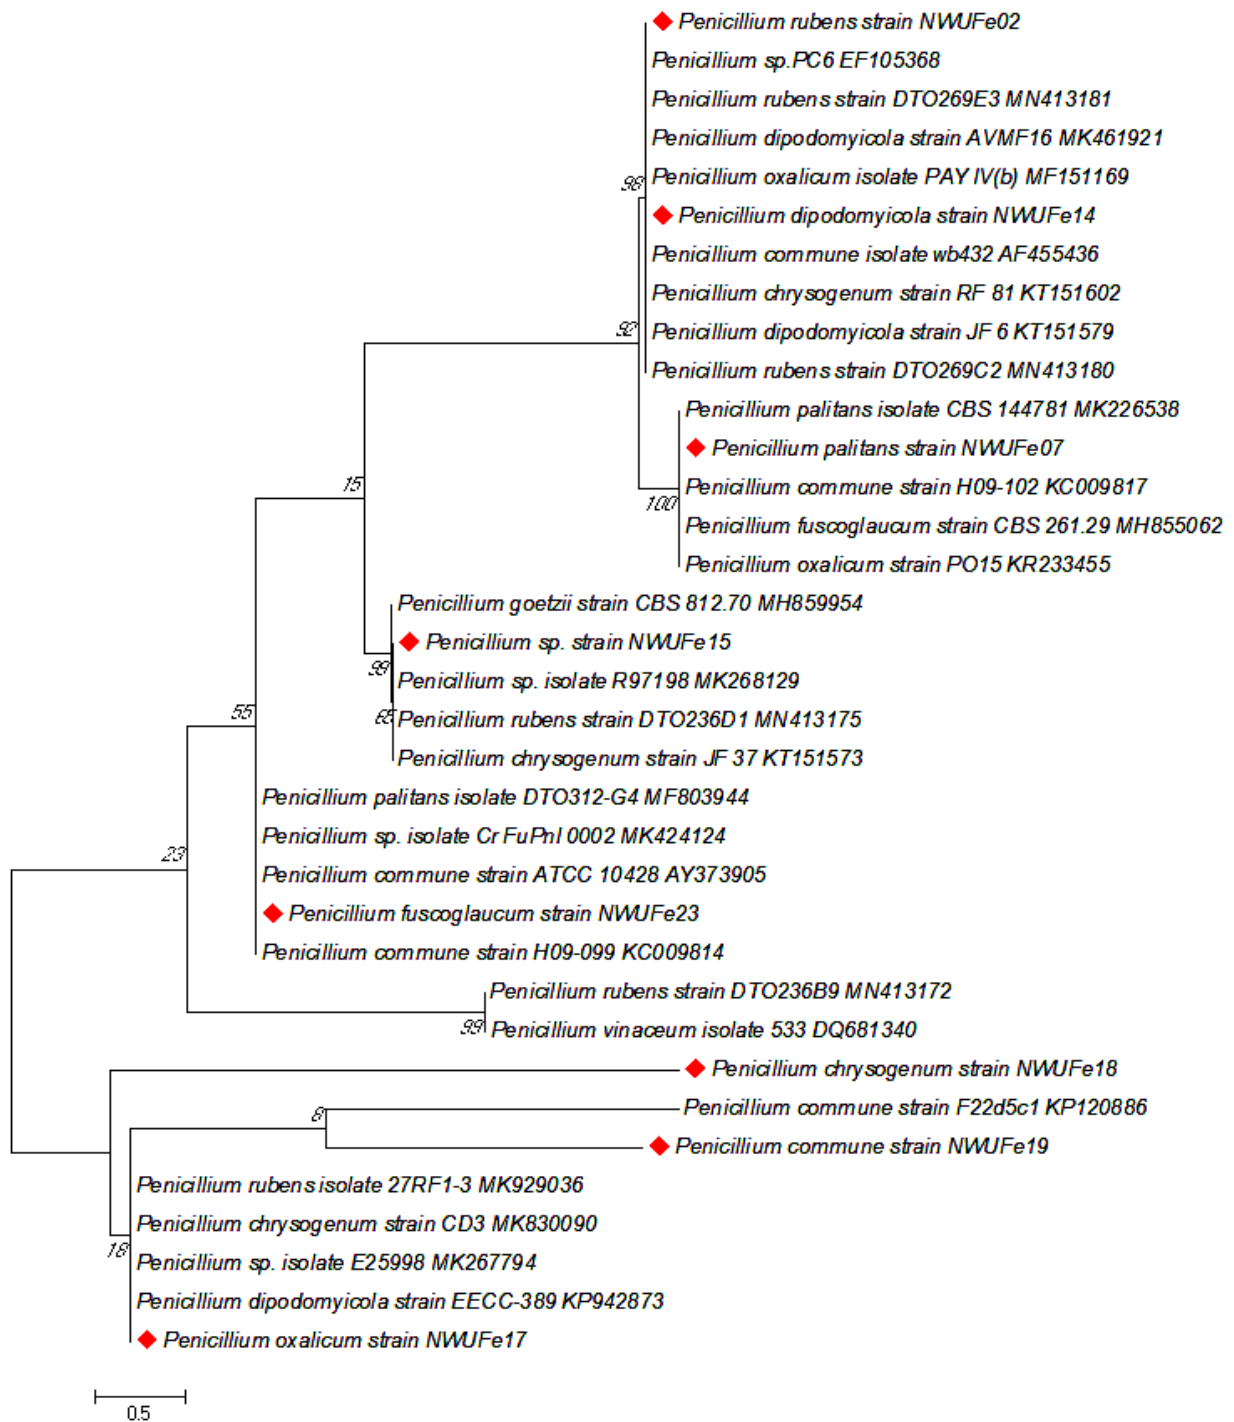 Penicillium rubens strain NWUFe02
Penicillium sp.PC6 EF105368
Penicillium rubens strain DTO269E3 MN413181
Penicillium dipodomyicola strain AVMF16 MK461921
Penicillium oxalicum isolate PAY IV(b) MF151169
98
Penicillium dipodomyicola strain NWUFe14
Penicillium commune isolate wb432 AF455436
Penicillium chrysogenum strain RF 81 KT151602
92
Penicillium dipodomyicola strain JF 6 KT151579
Penicillium rubens strain DTO269C2 MN413180
Penicillium palitans isolate CBS 144781 MK226538
Penicillium palitans strain NWUFe07
15
Penicillium commune strain H09-102 KC009817
100
Penicillium fuscoglaucum strain CBS 261.29 MH855062
Penicillium oxalicum strain PO15 KR233455
Penicillium goetzii strain CBS 812.70 MH859954
Penicillium sp. strain NWUFe15
99
Penicillium sp. isolate R97198 MK268129
55
65
Penicillium rubens strain DTO236D1 MN413175
Penicillium chrysogenum strain JF 37 KT151573
Penicillium palitans isolate DTO312-G4 MF803944
Penicillium sp. isolate Cr FuPnI 0002 MK424124
23
Penicillium commune strain ATCC 10428 AY373905
Penicillium fuscoglaucum strain NWUFe23
Penicillium commune strain H09-099 KC009814
Penicillium rubens strain DTO236B9 MN413172
99
Penicillium vinaceum isolate 533 DQ681340
Penicillium chrysogenum strain NWUFe18
8
Penicillium commune strain F22d5c1 KP120886
Penicillium commune strain NWUFe19
Penicillium rubens isolate 27RF1-3 MK929036
Penicillium chrysogenum strain CD3 MK830090
18
Penicillium sp. isolate E25998 MK267794
Penicillium dipodomyicola strain EECC-389 KP942873
Penicillium oxalicum strain NWUFe17
0.5